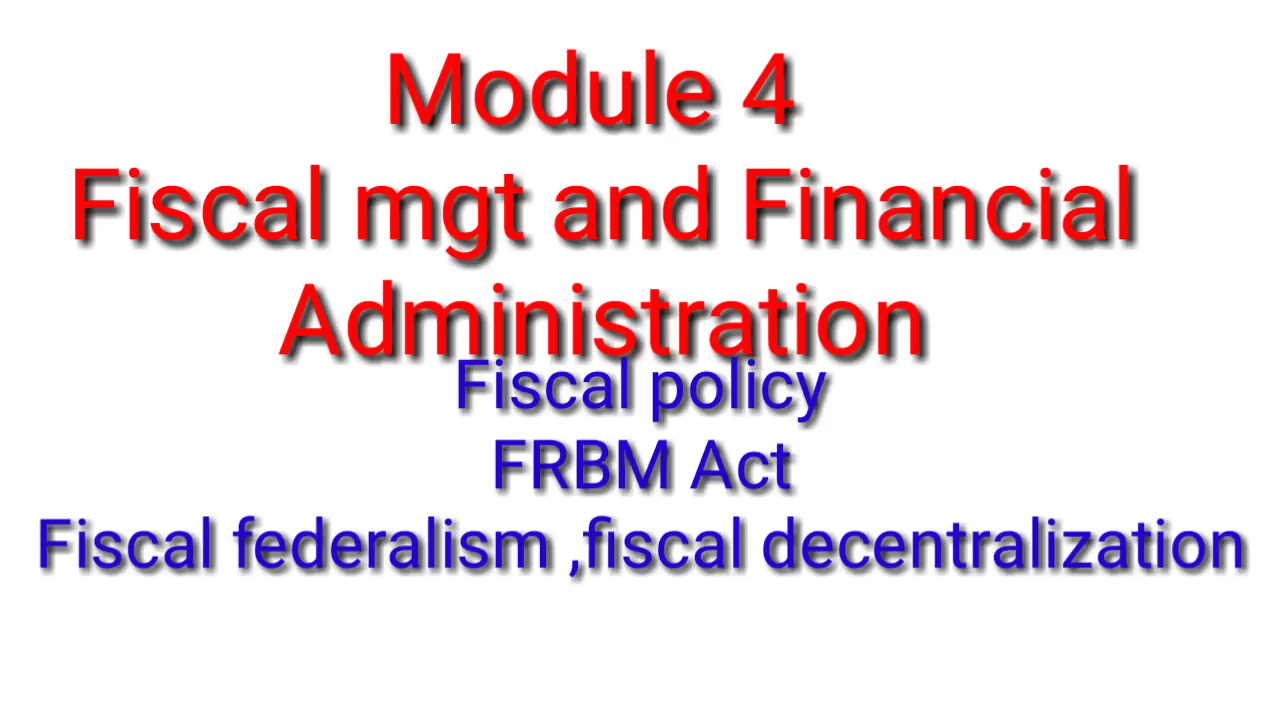 Module 4
Fiscal mgt and Financial
Administration
Fiscal policy
FRBM Act
Fiscal federalism ,fiscal decentralization